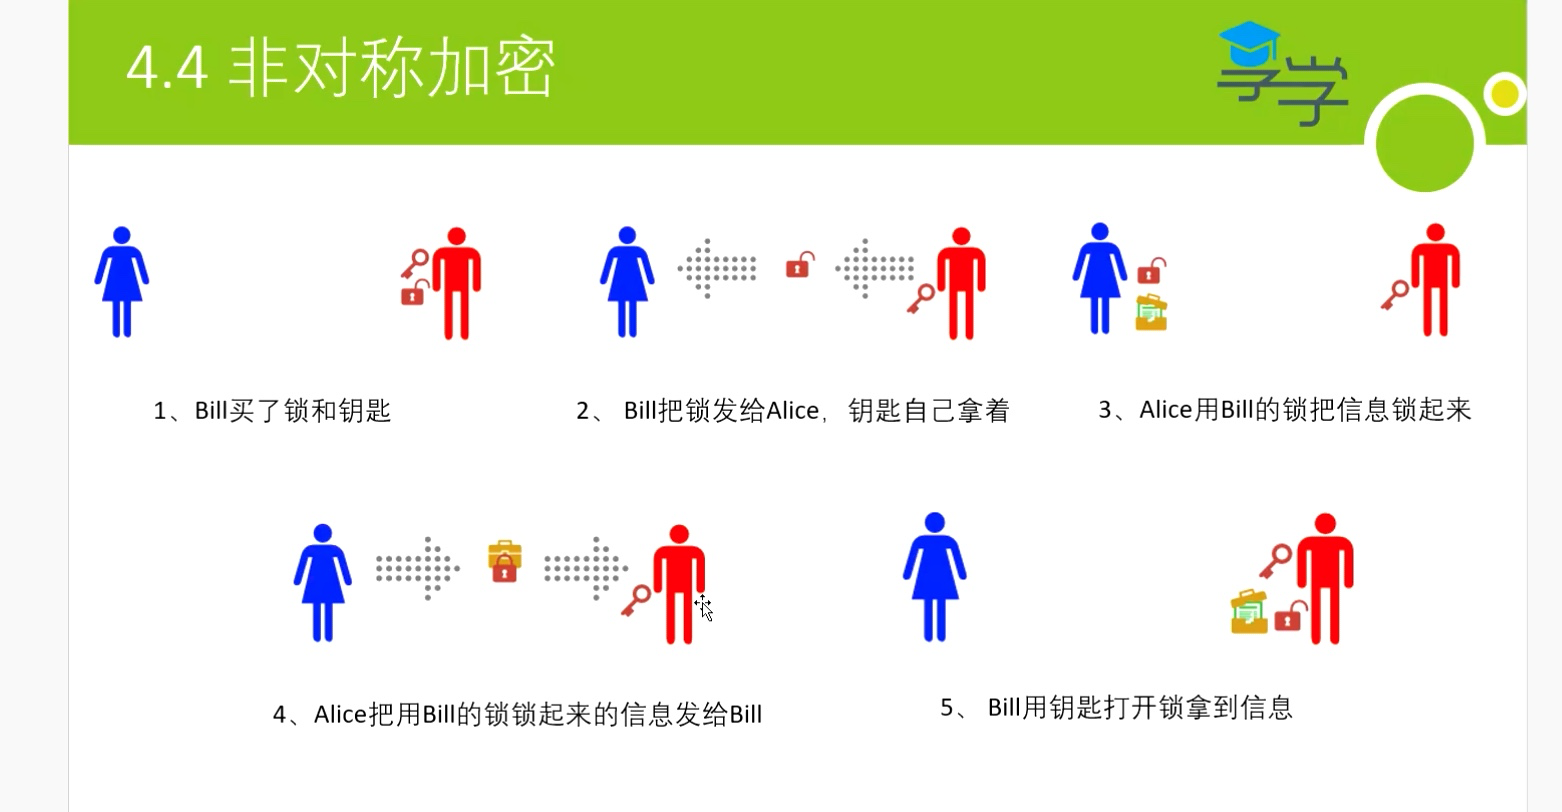 4.4 非对称加密
享学
1、Bill买了锁和钥匙
2、 Bill把锁发给Alice，钥匙自己拿着
3、Alice用Bill的锁把信息锁起来
4、Alice把用Bill的锁锁起来的信息发给Bill
5、 Bill用钥匙打开锁拿到信息